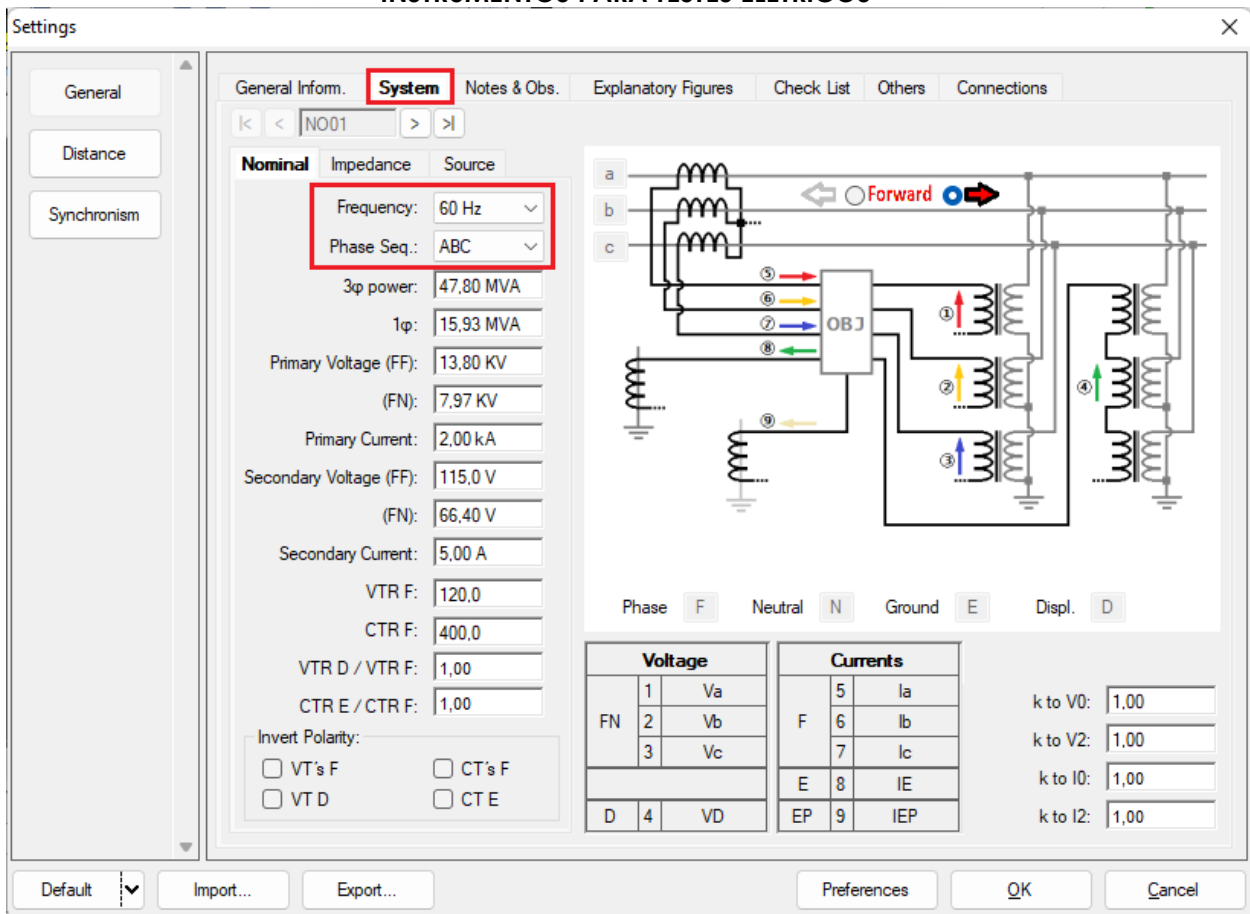 INSTRUMENTOS PARA TESTES ELÉTRICOS
Settings
General
Distance
Synchronism
General Inform. System Notes & Obs. Explanatory Figures Check List Others Connections
|< < NO01 > >|
Nominal Impedance Source
Frequency: 60 Hz
Phase Seq.: ABC
3φ power: 47,80 MVA
1φ: 15,93 MVA
Primary Voltage (FF): 13,80 KV
(FN): 7,97 KV
Primary Current: 2,00 kA
Secondary Voltage (FF): 115,0 V
(FN): 66,40 V
Secondary Current: 5,00 A
VTR F: 120,0
CTR F: 400,0
VTR D / VTR F: 1,00
CTR E / CTR F: 1,00
Invert Polarity:
VT's F CT's F
VT D CT E
a
b
c
Forward
⑤
⑥
⑦
⑧
OBJ
①
②
③
④
⑨
Phase F Neutral N Ground E Displ. D
Voltage
FN 1 Va
2 Vb
3 Vc
D 4 VD
Currents
F 5 Ia
6 Ib
7 Ic
E 8 IE
EP 9 IEP
k to V0: 1,00
k to V2: 1,00
k to I0: 1,00
k to I2: 1,00
Default Import... Export... Preferences OK Cancel